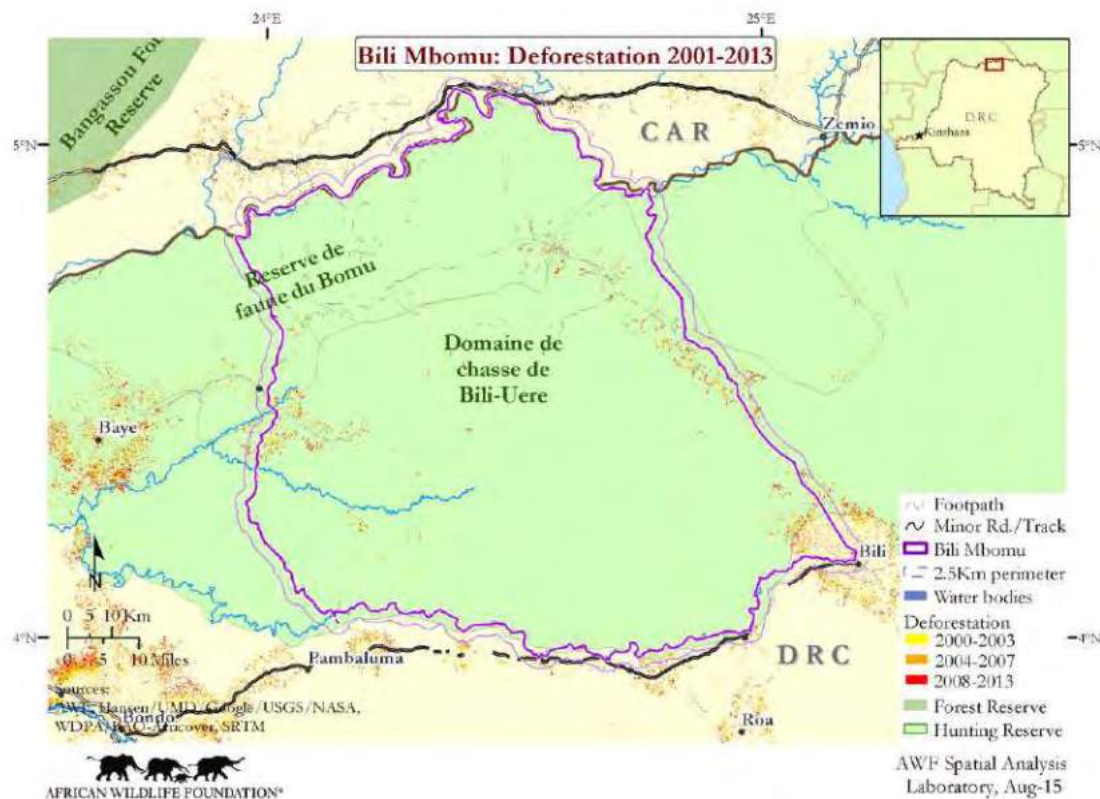 24°E
25°E
Bili Mbomu: Deforestation 2001-2013
Bangassou
Reserve
CAR
Zemio
DRC
Kinshasa
5°N
5°N
Reserve de
faune du Bomu
Domaine de
chasse de
Bili-Uere
Baye
Bili
N
0 5 10 Km
0 5 10 Miles
4°N
4°N
Pambaluma
DRC
Roa
Bondo
Sources:
AWF, Hansen/UMD/Google/USGS/NASA,
WDPA, SRTM
Footpath
Minor Rd./Track
Bili Mbomu
2.5Km perimeter
Water bodies
Deforestation
2000-2003
2004-2007
2008-2013
Forest Reserve
Hunting Reserve
AWF Spatial Analysis
Laboratory, Aug-15
AFRICAN WILDLIFE FOUNDATION®